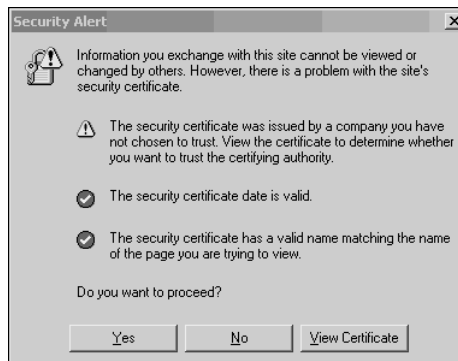 Security Alert
Information you exchange with this site cannot be viewed or
changed by others. However, there is a problem with the site's
security certificate.
The security certificate was issued by a company you have
not chosen to trust. View the certificate to determine whether
you want to trust the certifying authority.
The security certificate date is valid.
The security certificate has a valid name matching the name
of the page you are trying to view.
Do you want to proceed?
Yes No View Certificate